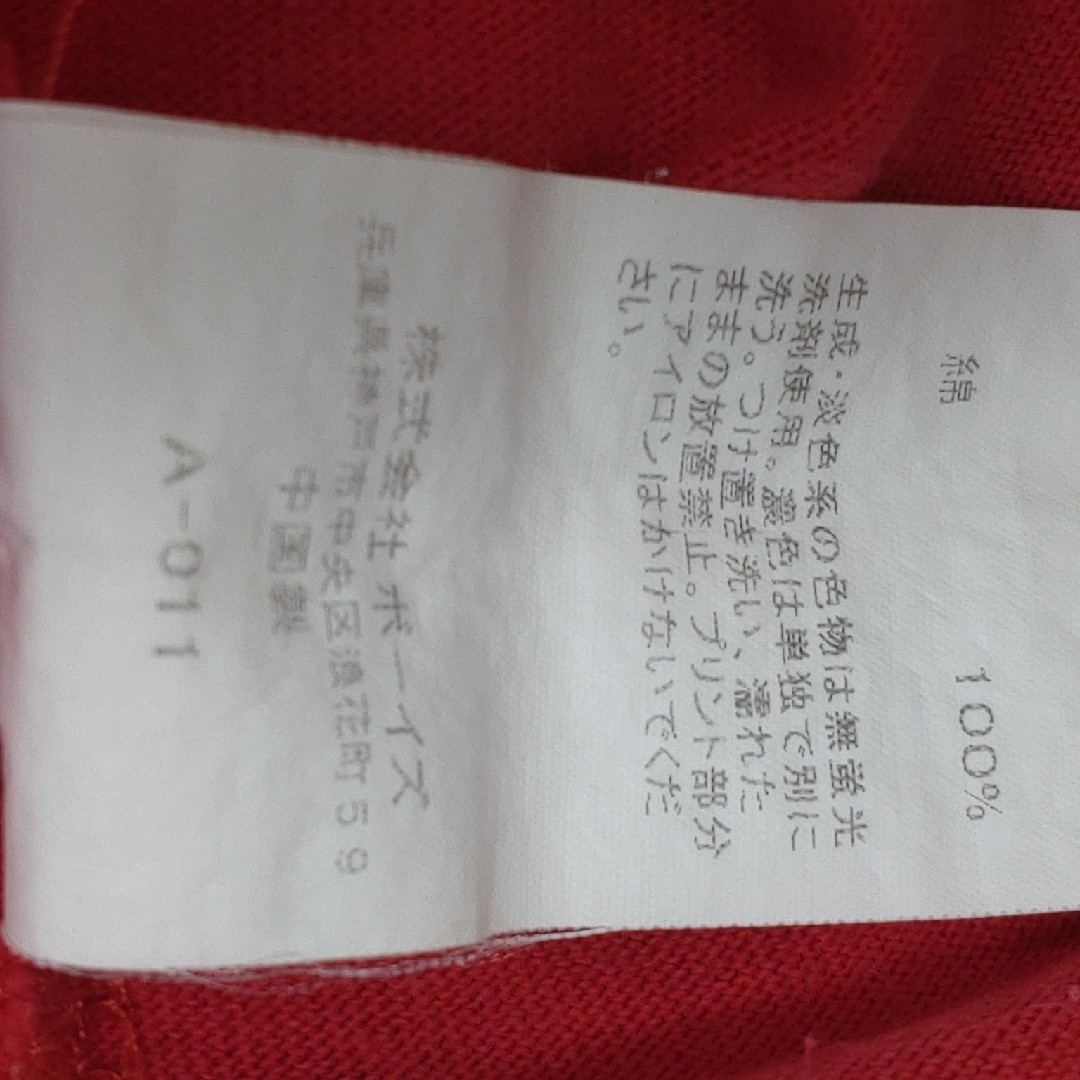 綿 100%
生成・淡色系の色物は無蛍光
洗剤使用。濃色は単独で別に
洗う。つけ置き洗い、濡れた
ままの放置禁止。プリント部分
にアイロンはかけないでくだ
さい。
株式会社 ボーイズ
兵庫県神戸市中央区浪花町59
中国製
A-011